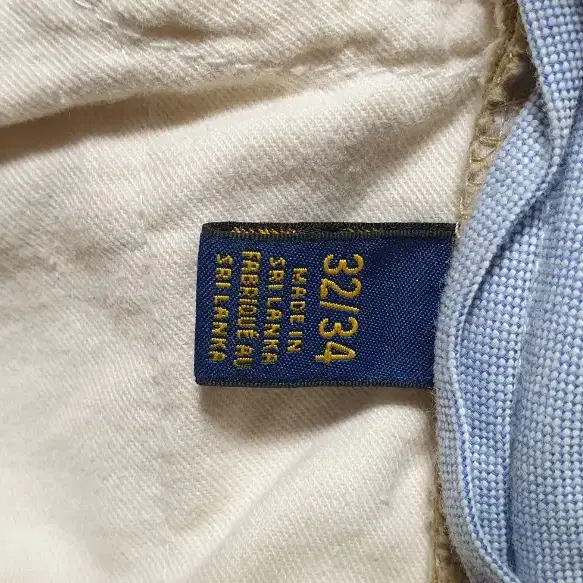 32/34
MADE IN
SRI LANKA
FABRIQUÉ AU
SRI LANKA